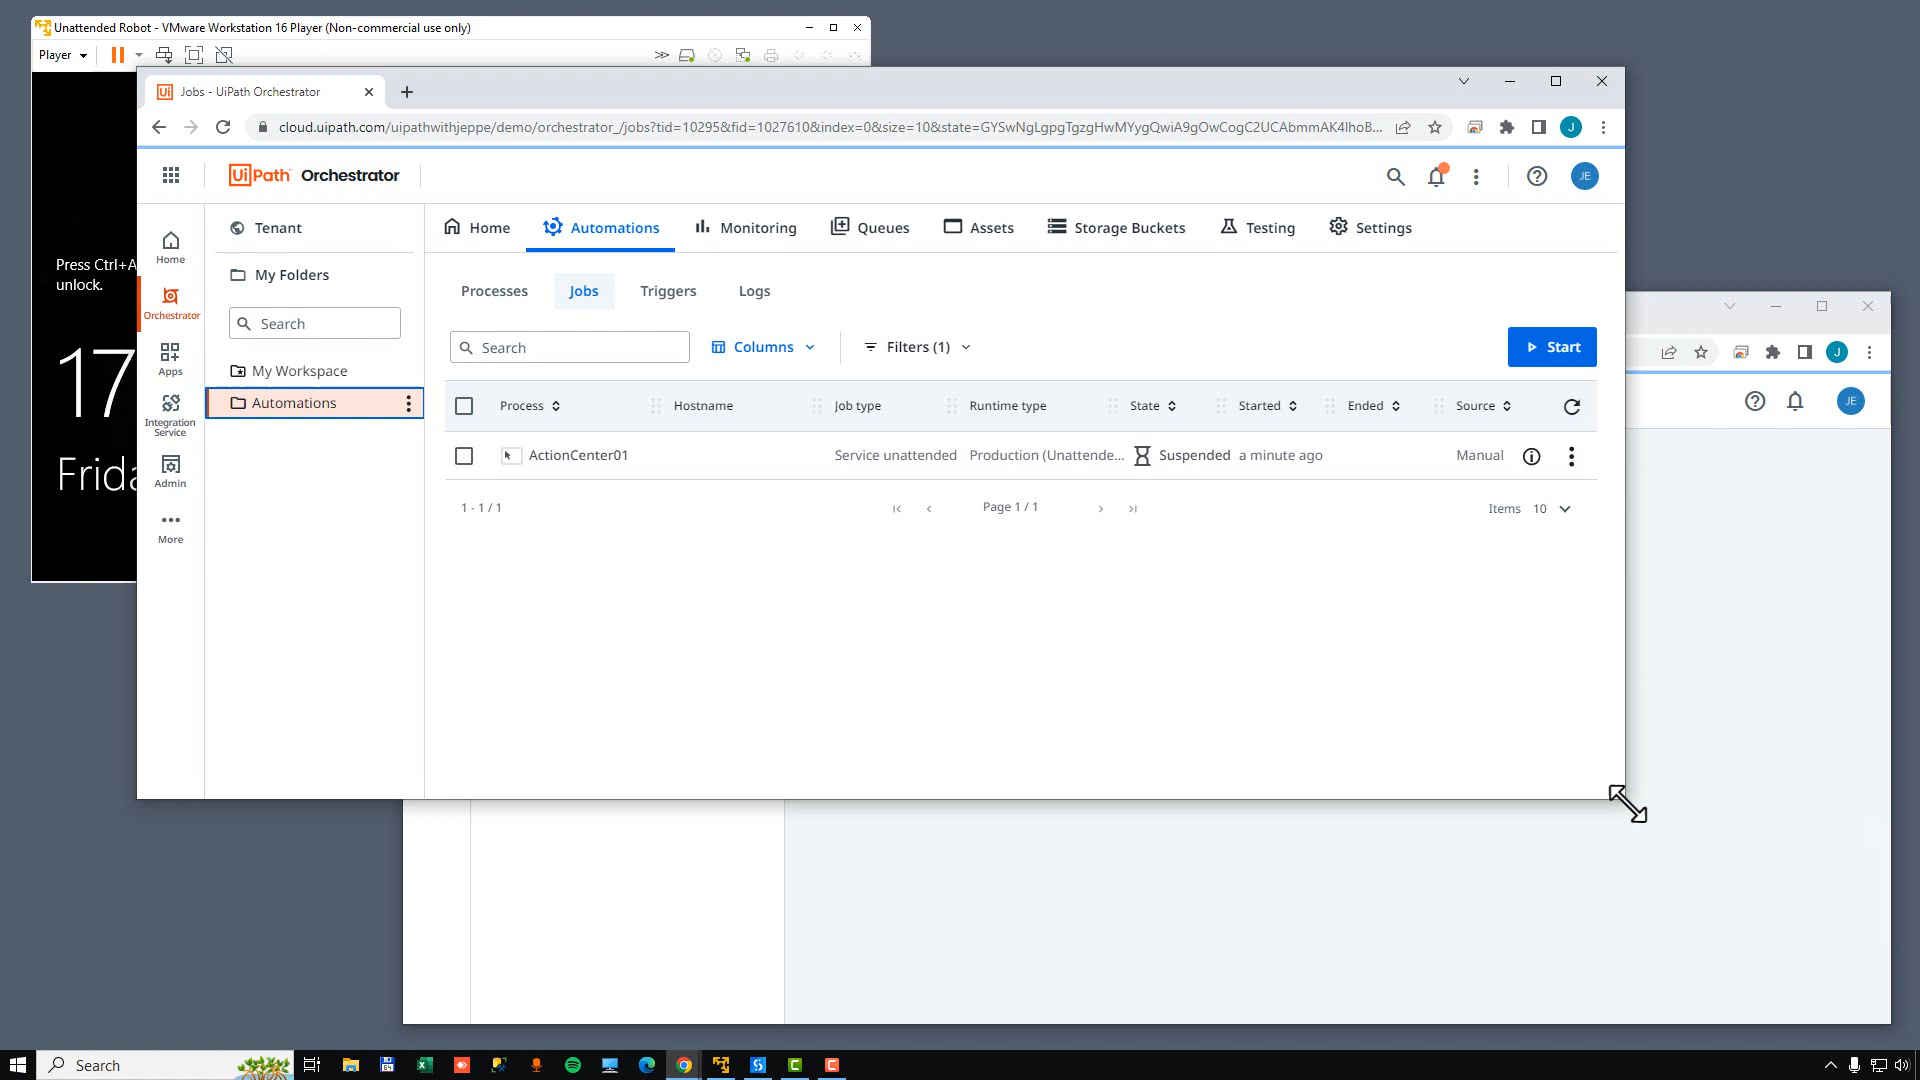 Unattended Robot - VMware Workstation 16 Player (Non-commercial use only)
Player
Jobs - UiPath Orchestrator
cloud.uipath.com/uipathwithjeppe/demo/orchestrator_/jobs?tid=10295&fid=1027610&index=0&size=10&state=GYSwNgLgpgTgzgHwMYygQwiA9gOwCogC2UCAbmmAK4IhoB...
J
UiPath Orchestrator
JE
Tenant
Home
Automations
Monitoring
Queues
Assets
Storage Buckets
Testing
Settings
Home
Orchestrator
Apps
Integration
Service
Admin
More
My Folders
Search
My Workspace
Automations
Processes
Jobs
Triggers
Logs
Search
Columns
Filters (1)
Start
Process
Hostname
Job type
Runtime type
State
Started
Ended
Source
ActionCenter01
Service unattended
Production (Unattende...
Suspended
a minute ago
Manual
1 - 1 / 1
Page 1 / 1
Items 10
Press Ctrl+A
unlock.
17
Frida
J
JE
Search